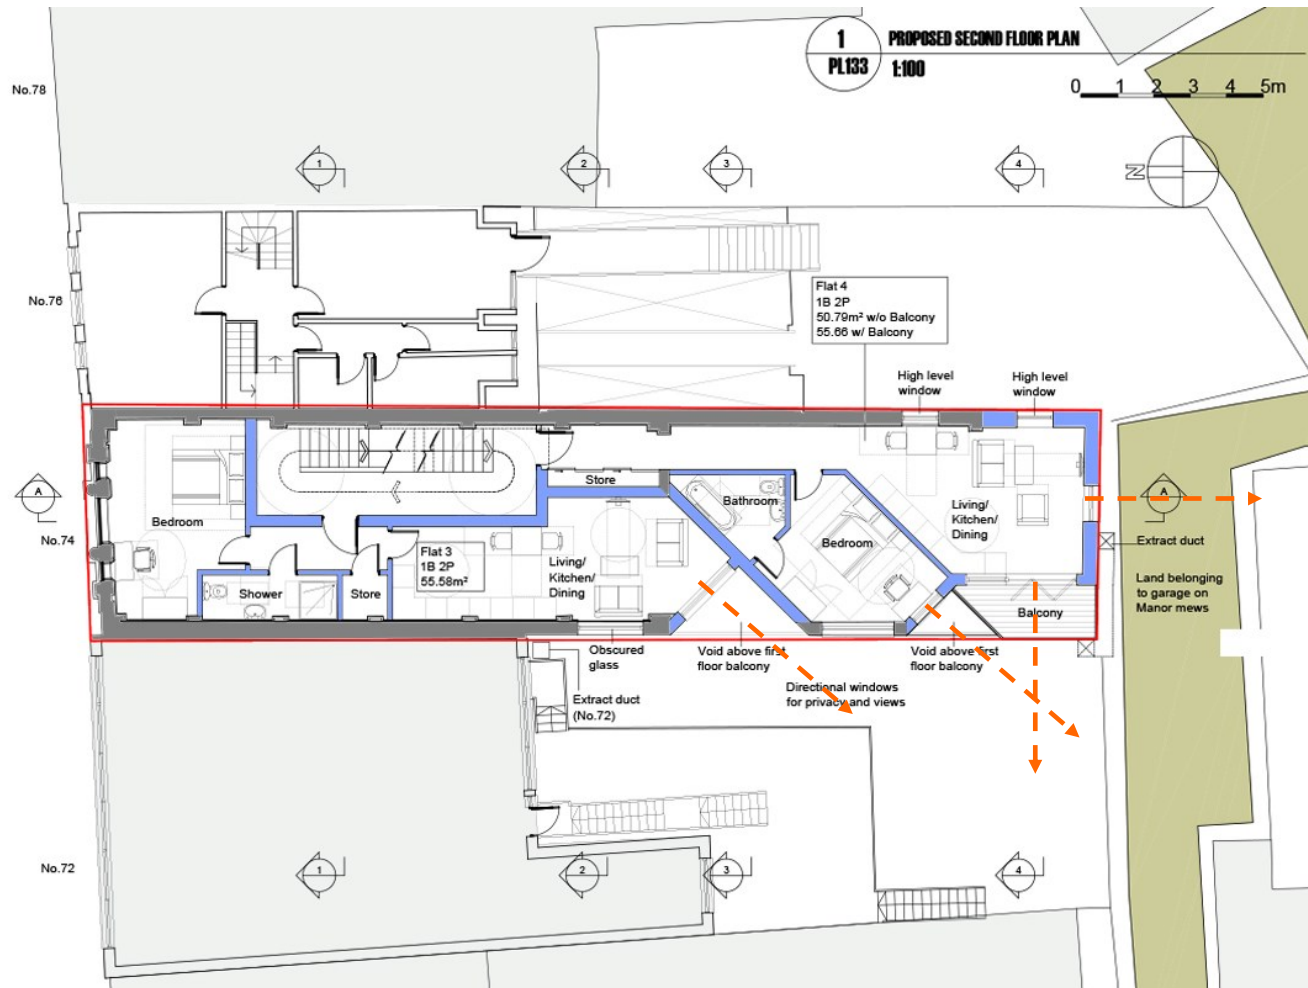 1
PL133
PROPOSED SECOND FLOOR PLAN
1:100
0 1 2 3 4 5m
No.78
1
2
3
4
N
No.76
Flat 4
1B 2P
50.79m² w/o Balcony
55.66 w/ Balcony
High level
window
High level
window
A
No.74
Bedroom
Store
Bathroom
Bedroom
Living/
Kitchen/
Dining
Flat 3
1B 2P
55.58m²
Living/
Kitchen/
Dining
Shower
Store
Balcony
A
Extract duct
Land belonging
to garage on
Manor mews
Obscured
glass
Void above first
floor balcony
Void above first
floor balcony
Directional windows
for privacy and views
Extract duct
(No.72)
No.72
1
2
3
4